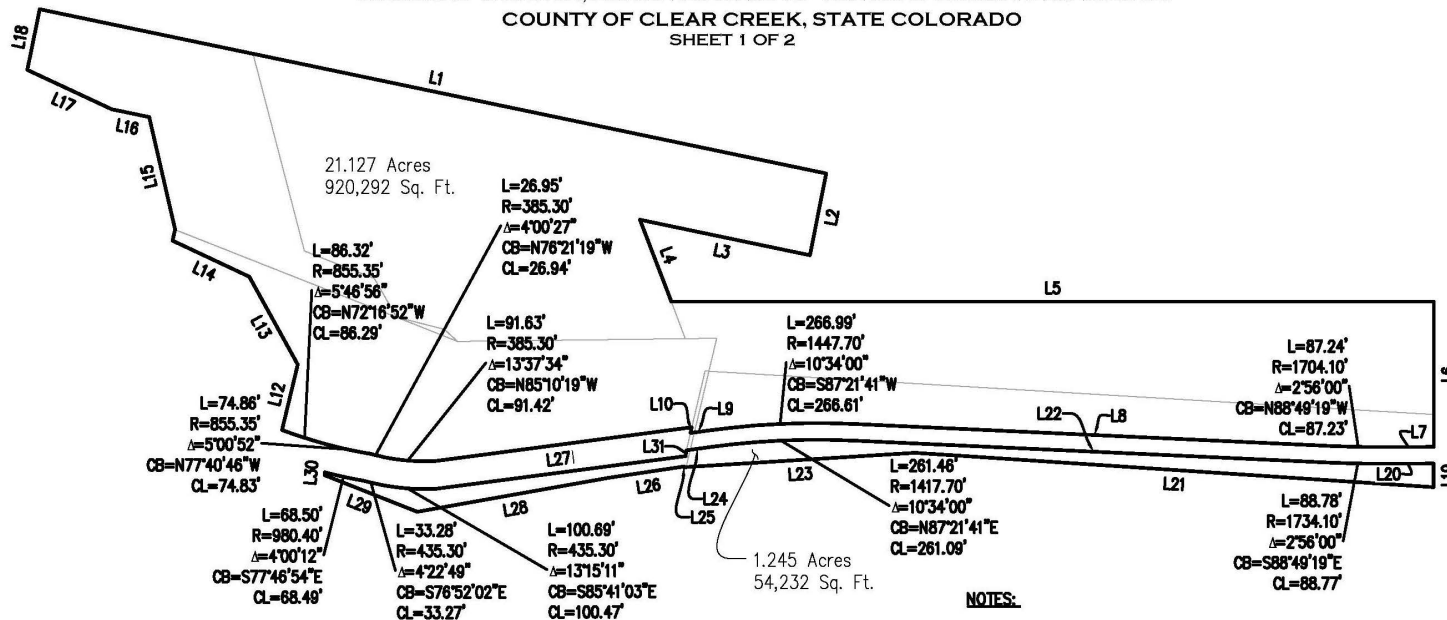 COUNTY OF CLEAR CREEK, STATE COLORADO
SHEET 1 OF 2
L18
L1
L17
L16
L15
L2
L3
L4
L14
L5
L13
L12
21.127 Acres
920,292 Sq. Ft.
L=26.95'
R=385.30'
Δ=4°00'27"
CB=N76°21'19"W
CL=26.94'
L=86.32'
R=855.35'
Δ=5°46'56"
CB=N72°16'52"W
CL=86.29'
L=91.63'
R=385.30'
Δ=13°37'34"
CB=N85°10'19"W
CL=91.42'
L=266.99'
R=1447.70'
Δ=10°34'00"
CB=S87°21'41"W
CL=266.61'
L=87.24'
R=1704.10'
Δ=2°56'00"
CB=N88°49'19"W
CL=87.23'
L=74.86'
R=855.35'
Δ=5°00'52"
CB=N77°40'46"W
CL=74.83'
L10
L9
L22
L8
L7
L31
L30
L27
L29
L28
L26
L24
L25
L23
L21
L20
L=68.50'
R=980.40'
Δ=4°00'12"
CB=S77°46'54"E
CL=68.49'
L=33.28'
R=435.30'
Δ=4°22'49"
CB=S76°52'02"E
CL=33.27'
L=100.69'
R=435.30'
Δ=13°15'11"
CB=S85°41'03"E
CL=100.47'
1.245 Acres
54,232 Sq. Ft.
L=261.46'
R=1417.70'
Δ=10°34'00"
CB=N87°21'41"E
CL=261.09'
L=88.78'
R=1734.10'
Δ=2°56'00"
CB=S88°49'19"E
CL=88.77'
NOTES: